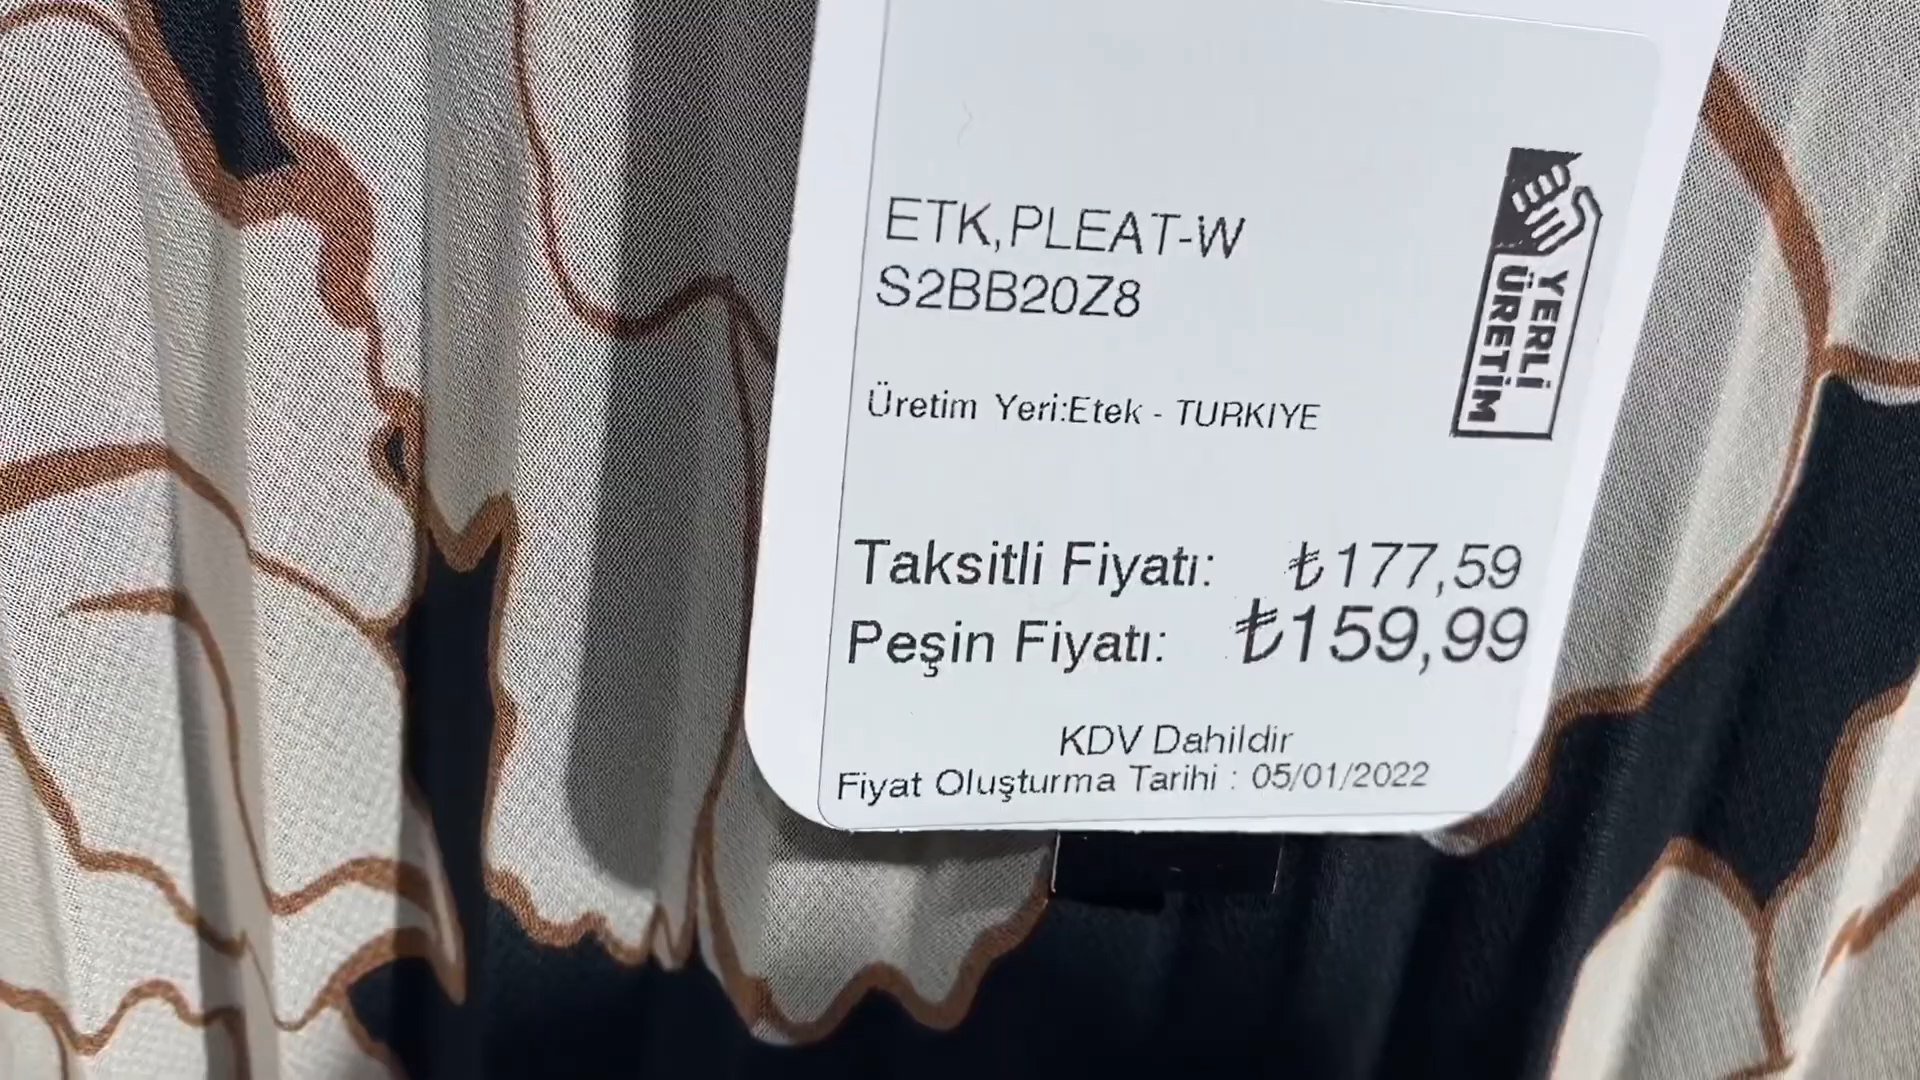 ETK,PLEAT-W
S2BB20Z8
YERLİ
ÜRETİM
Üretim Yeri:Etek - TURKIYE
Taksitli Fiyatı: ₺177,59
Peşin Fiyatı: ₺159,99
KDV Dahildir
Fiyat Oluşturma Tarihi : 05/01/2022